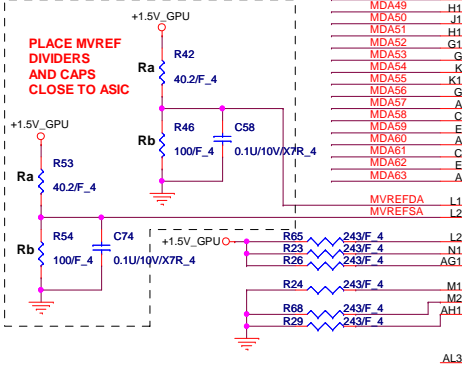 +1.5V_GPU
PLACE MVREF
DIVIDERS
AND CAPS
CLOSE TO ASIC
Ra
R42
40.2/F_4
Rb
R46
100/F_4
C58
0.1U/10V/X7R_4
+1.5V_GPU
Ra
R53
40.2/F_4
Rb
R54
100/F_4
C74
0.1U/10V/X7R_4
MDA49 H1
MDA50 J1
MDA51 H1
MDA52 G1
MDA53 G
MDA54 K
MDA55 K1
MDA56 G
MDA57 A
MDA58 C
MDA59 E
MDA60 A
MDA61 C
MDA62 E
MDA63 A
MVREFDA L1
MVREFSA L2
+1.5V_GPU
R65 243/F_4 L2
R23 243/F_4 N1
R26 243/F_4 AG1
R24 243/F_4 M1
M2
R68 243/F_4 AH1
R29 243/F_4
AL3